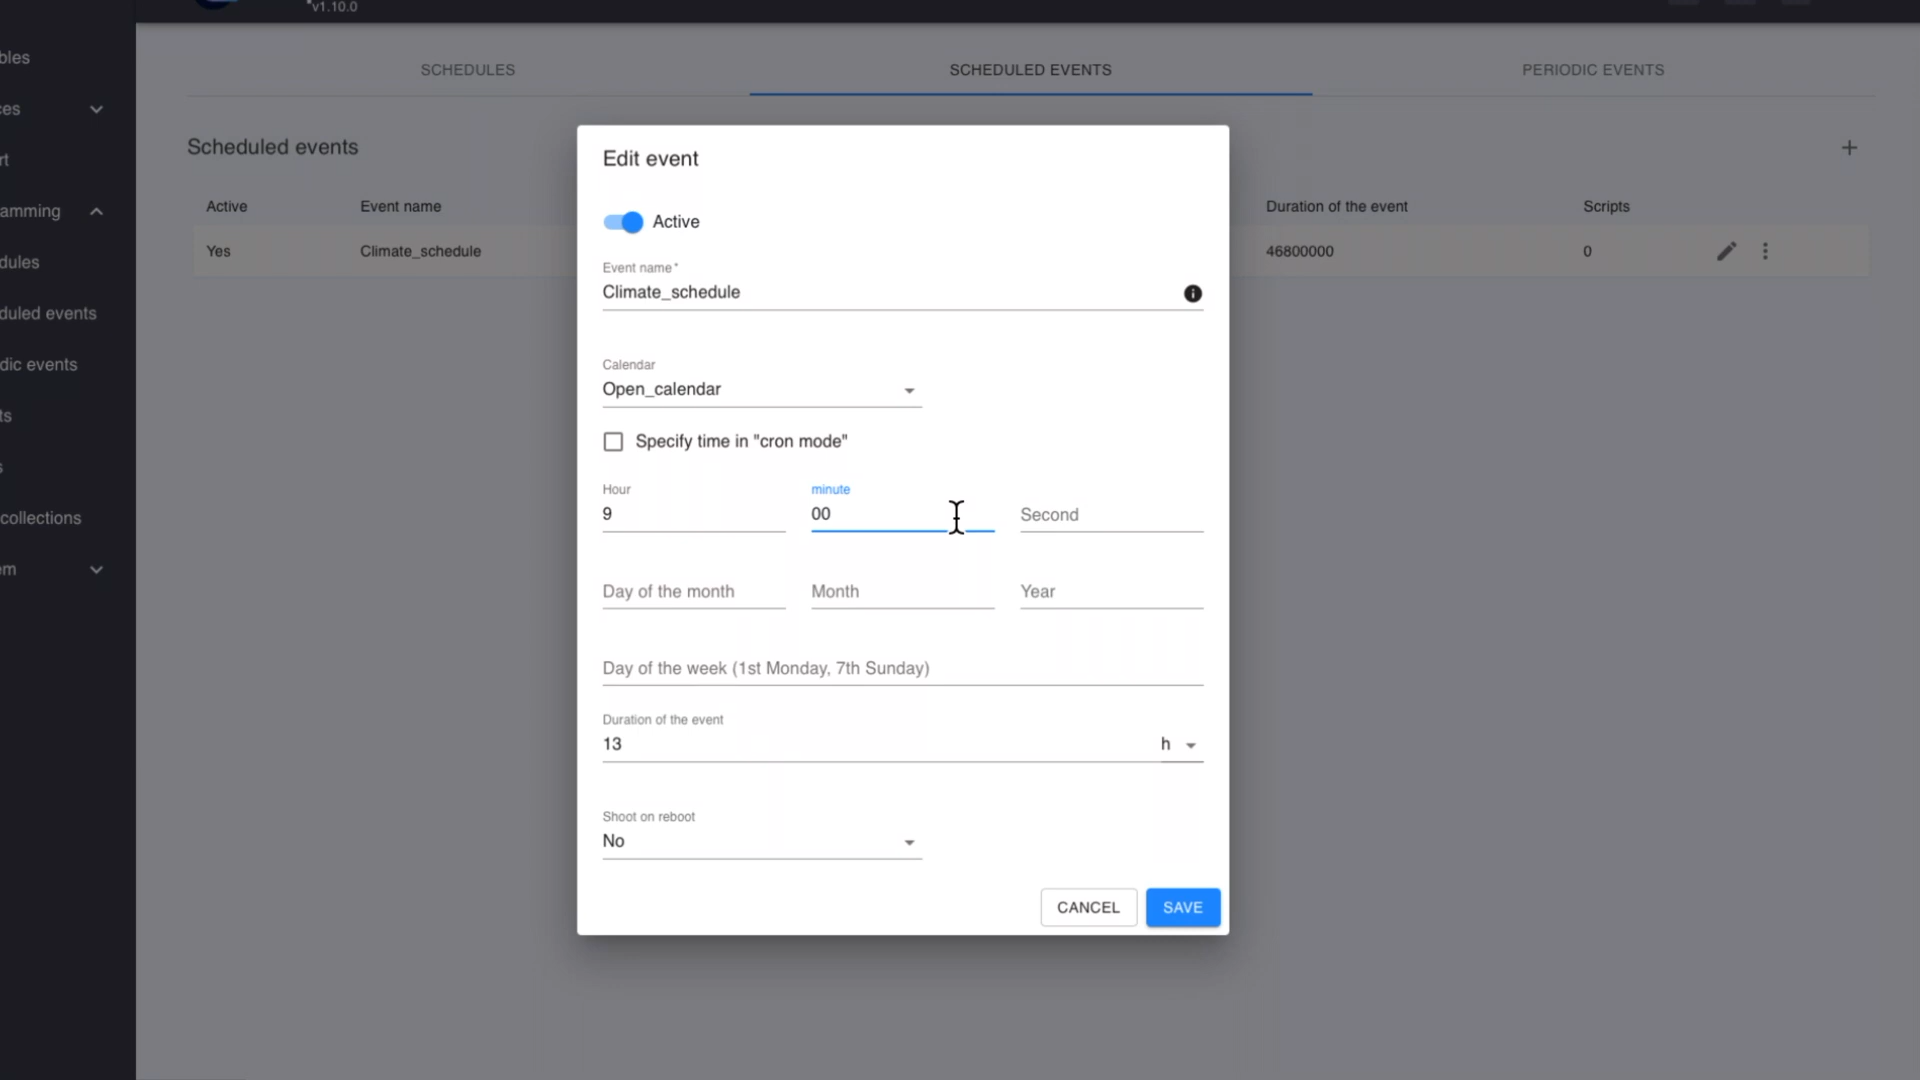 v1.10.0
bles
ces
rt
amming
dules
duled events
dic events
ts
s
collections
em
SCHEDULES SCHEDULED EVENTS PERIODIC EVENTS
Scheduled events
Active Event name Duration of the event Scripts
Yes Climate_schedule 46800000 0
Edit event
Active
Event name*
Climate_schedule
Calendar
Open_calendar
Specify time in "cron mode"
Hour minute
9 00 Second
Day of the month Month Year
Day of the week (1st Monday, 7th Sunday)
Duration of the event
13 h
Shoot on reboot
No
CANCEL SAVE